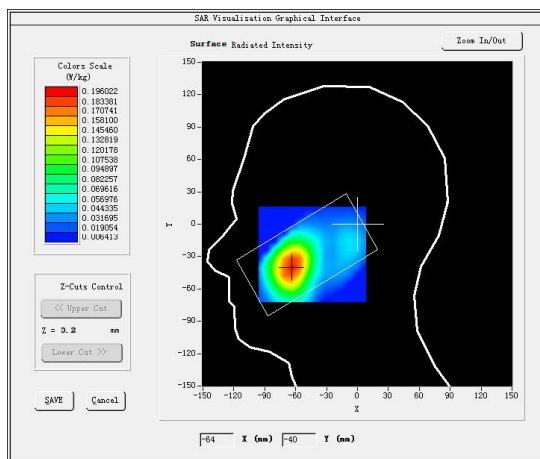 SAR Visualisation Graphical Interface
Surface Radiated Intensity
Zoom In/Out
Colors Scale
(W/kg)
0.196022
0.183381
0.170741
0.158100
0.145460
0.132819
0.120178
0.107538
0.094897
0.082257
0.069616
0.056976
0.044335
0.031695
0.019054
0.006413
Z-Cuts Control
<< Upper Cut
Z = 3.2 mm
Lower Cut >>
SAVE Cancel
150
120
90
60
30
0
-30
-60
-90
-120
-150
Y
-150 -120 -90 -60 -30 0 30 60 90 120 150
X
-64 X (mm) -40 Y (mm)